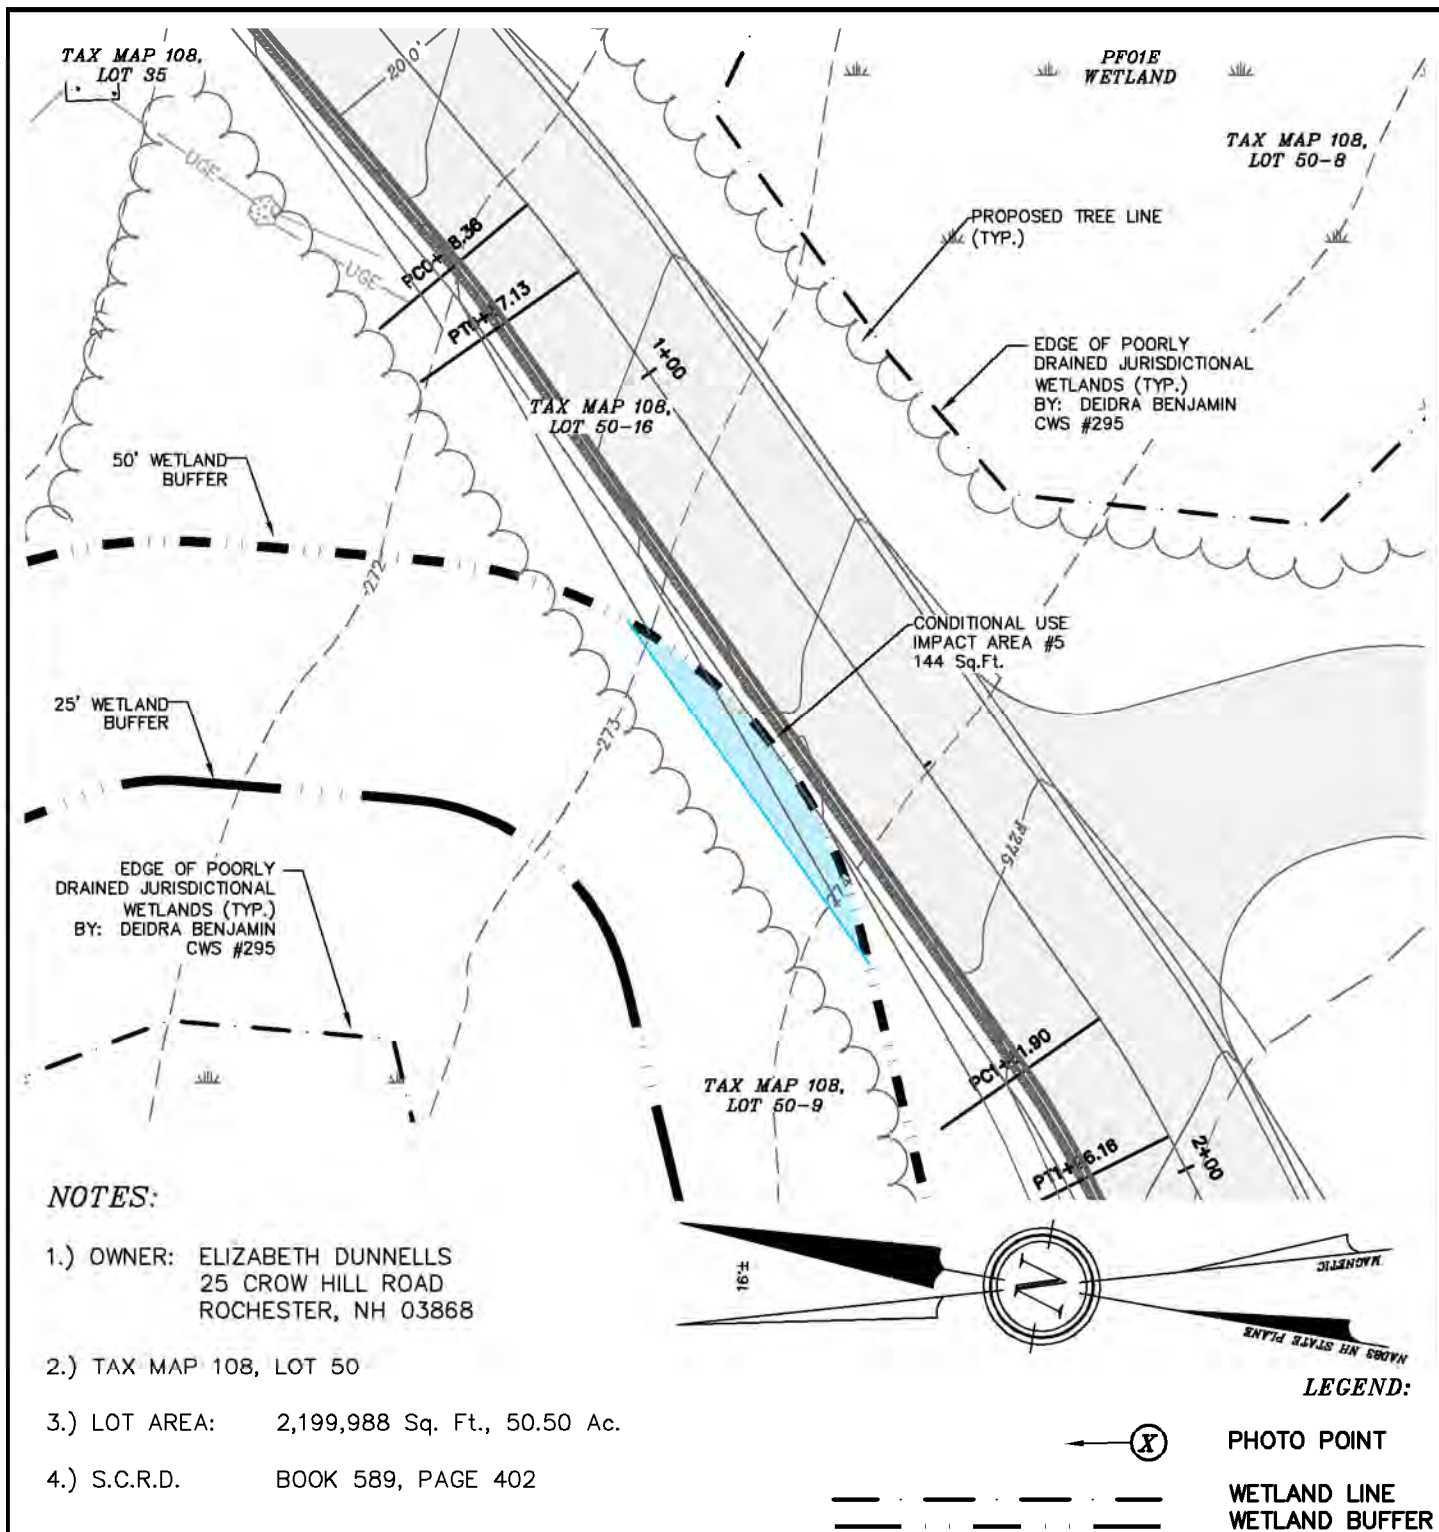 TAX MAP 108,
LOT 35
20.0'
PF01E
WETLAND
TAX MAP 108,
LOT 50-8
UGE
UGE
PROPOSED TREE LINE
(TYP.)
EDGE OF POORLY
DRAINED JURISDICTIONAL
WETLANDS (TYP.)
BY: DEIDRA BENJAMIN
CWS #295
1+00
TAX MAP 108,
LOT 50-16
50' WETLAND
BUFFER
272
CONDITIONAL USE
IMPACT AREA #5
144 Sq.Ft.
25' WETLAND
BUFFER
273
F275
EDGE OF POORLY
DRAINED JURISDICTIONAL
WETLANDS (TYP.)
BY: DEIDRA BENJAMIN
CWS #295
TAX MAP 108,
LOT 50-9
2+00
NOTES:
1.) OWNER: ELIZABETH DUNNELLS
25 CROW HILL ROAD
ROCHESTER, NH 03868
2.) TAX MAP 108, LOT 50
3.) LOT AREA: 2,199,988 Sq. Ft., 50.50 Ac.
4.) S.C.R.D. BOOK 589, PAGE 402
N
MAGNETIC
NAD83 NH STATE PLANE
LEGEND:
X PHOTO POINT
WETLAND LINE
WETLAND BUFFER